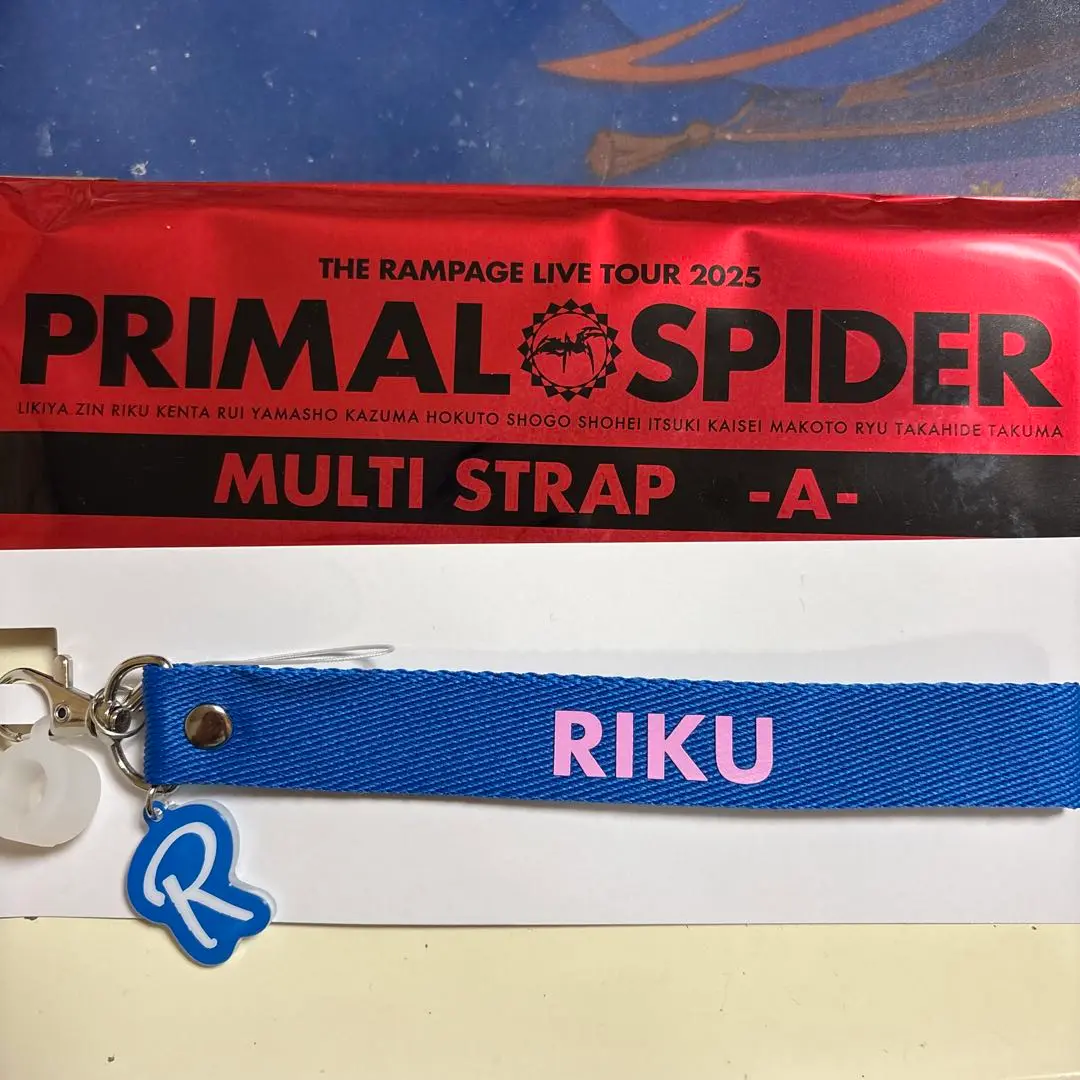 THE RAMPAGE LIVE TOUR 2025
PRIMAL SPIDER
LIKIYA ZIN RIKU KENTA RUI YAMASHO KAZUMA HOKUTO SHOGO SHOHEI ITSUKI KAISEI MAKOTO RYU TAKAHIDE TAKUMA
MULTI STRAP -A-
RIKU
R